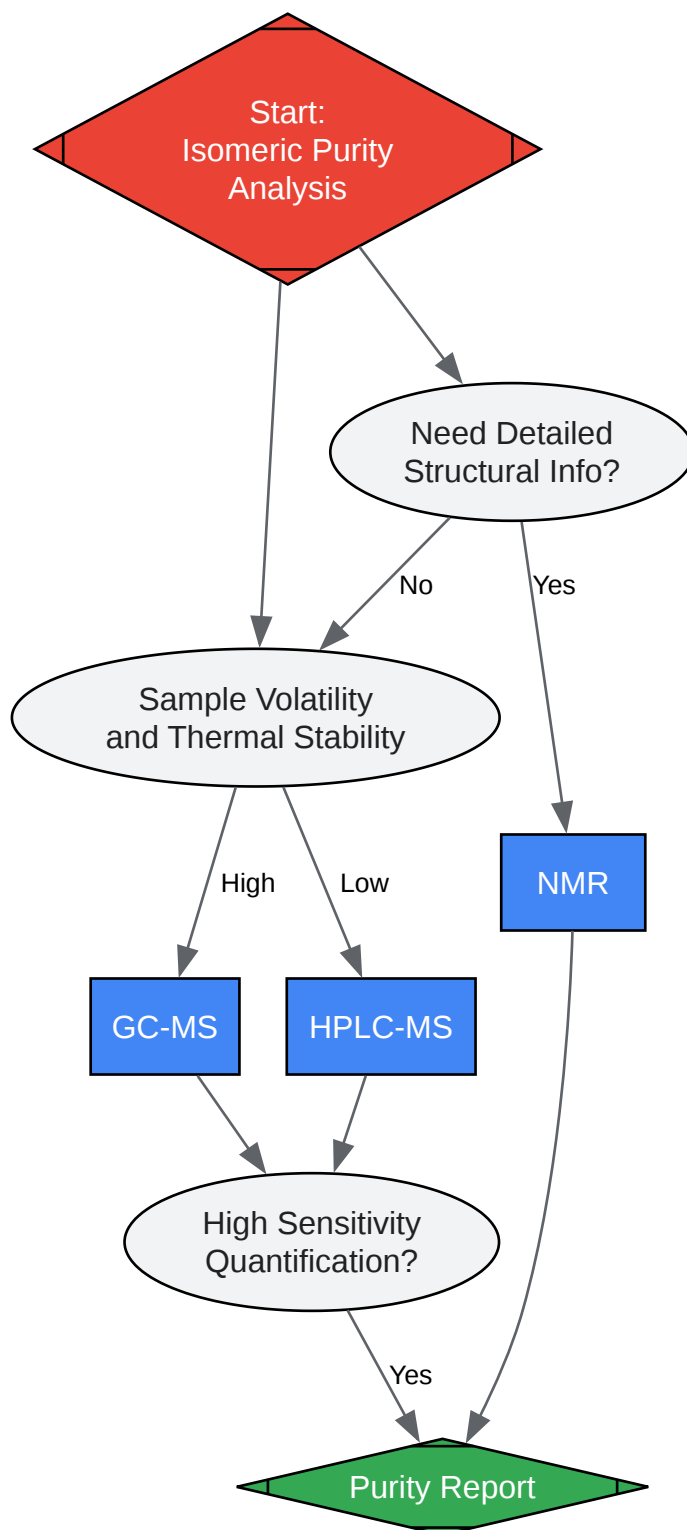 Start:
Isomeric Purity
Analysis
Need Detailed
Structural Info?
No
Yes
Sample Volatility
and Thermal Stability
High
Low
NMR
GC-MS
HPLC-MS
High Sensitivity
Quantification?
Yes
Purity Report